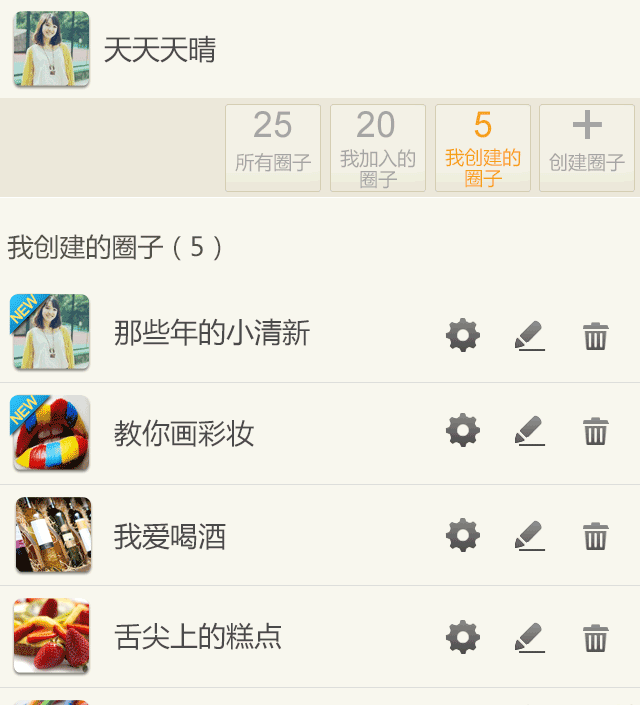 天天天晴
25
所有圈子
20
我加入的
圈子
5
我创建的
圈子
创建圈子
我创建的圈子（5）
NEW
那些年的小清新
NEW
教你画彩妆
我爱喝酒
舌尖上的糕点